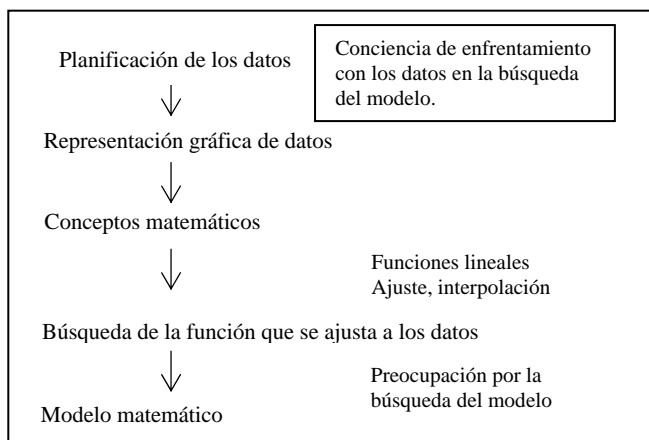 Planificación de los datos
Conciencia de enfrentamiento
con los datos en la búsqueda
del modelo.
Representación gráfica de datos
Conceptos matemáticos
Funciones lineales
Ajuste, interpolación
Búsqueda de la función que se ajusta a los datos
Preocupación por la
búsqueda del modelo
Modelo matemático